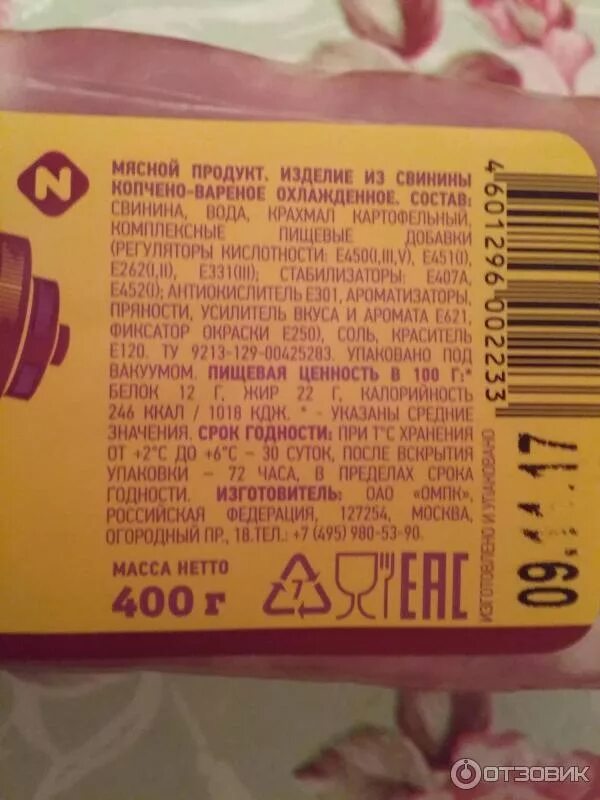 МЯСНОЙ ПРОДУКТ. ИЗДЕЛИЕ ИЗ СВИНИНЫ
КОПЧЕНО-ВАРЕНОЕ ОХЛАЖДЕННОЕ. СОСТАВ:
СВИНИНА, ВОДА, КРАХМАЛ КАРТОФЕЛЬНЫЙ,
КОМПЛЕКСНЫЕ ПИЩЕВЫЕ ДОБАВКИ
(РЕГУЛЯТОРЫ КИСЛОТНОСТИ: Е450(I,III,V), Е451(I),
Е262(I,II), Е331(III); СТАБИЛИЗАТОРЫ: Е407А,
Е452(I); АНТИОКИСЛИТЕЛЬ Е301, АРОМАТИЗАТОРЫ,
ПРЯНОСТИ, УСИЛИТЕЛЬ ВКУСА И АРОМАТА Е621,
ФИКСАТОР ОКРАСКИ Е250), СОЛЬ, КРАСИТЕЛЬ
Е120. ТУ 9213-129-00425283. УПАКОВАНО ПОД
ВАКУУМОМ. ПИЩЕВАЯ ЦЕННОСТЬ В 100 Г:*
БЕЛОК 12 Г, ЖИР 22 Г, КАЛОРИЙНОСТЬ
246 ККАЛ / 1018 КДЖ. * - УКАЗАНЫ СРЕДНИЕ
ЗНАЧЕНИЯ. СРОК ГОДНОСТИ: ПРИ Т°С ХРАНЕНИЯ
ОТ +2°С ДО +6°С – 30 СУТОК, ПОСЛЕ ВСКРЫТИЯ
УПАКОВКИ – 72 ЧАСА, В ПРЕДЕЛАХ СРОКА
ГОДНОСТИ. ИЗГОТОВИТЕЛЬ: ОАО "ОМПК",
РОССИЙСКАЯ ФЕДЕРАЦИЯ, 127254, МОСКВА,
ОГОРОДНЫЙ ПР., 18.ТЕЛ.: +7 (495) 980-53-90.
МАССА НЕТТО
400 г
7
EAC
4601296 002233
ИЗГОТОВЛЕНО И УПАКОВАНО
09.11.17
N
ОТЗОВИК